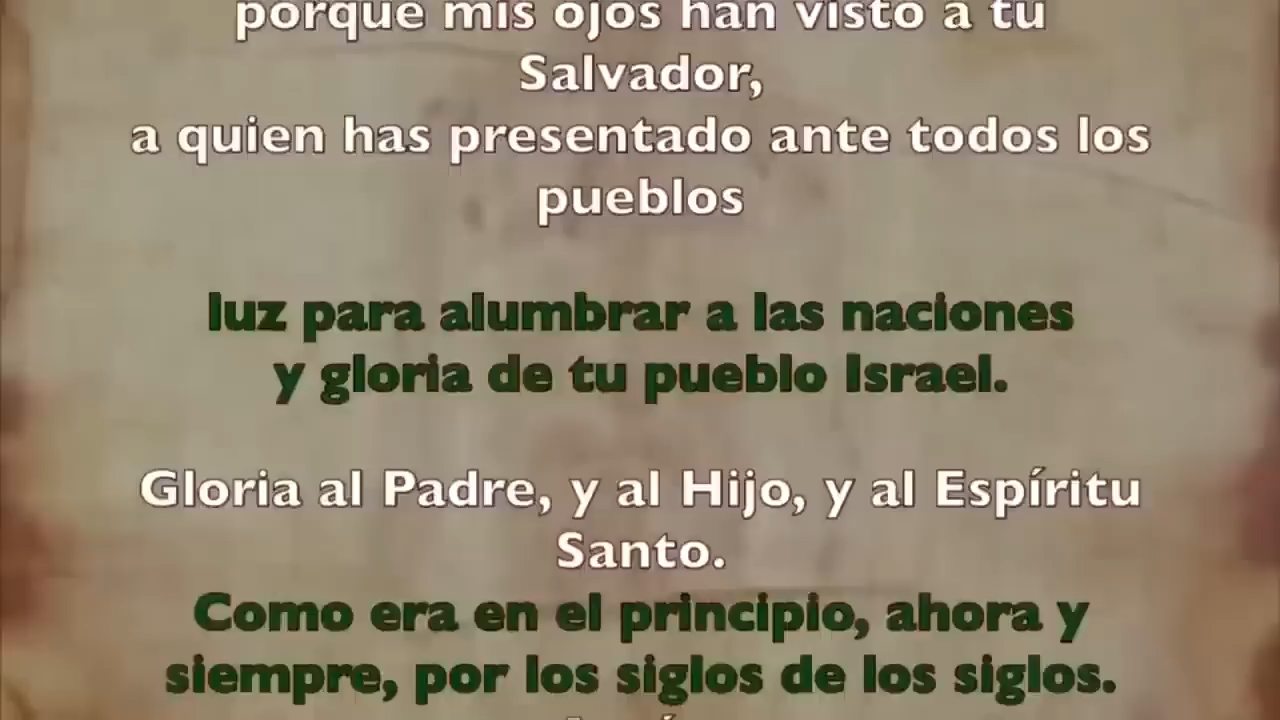 porque mis ojos han visto a tu
Salvador,
a quien has presentado ante todos los
pueblos
luz para alumbrar a las naciones
y gloria de tu pueblo Israel.
Gloria al Padre, y al Hijo, y al Espíritu
Santo.
Como era en el principio, ahora y
siempre, por los siglos de los siglos.